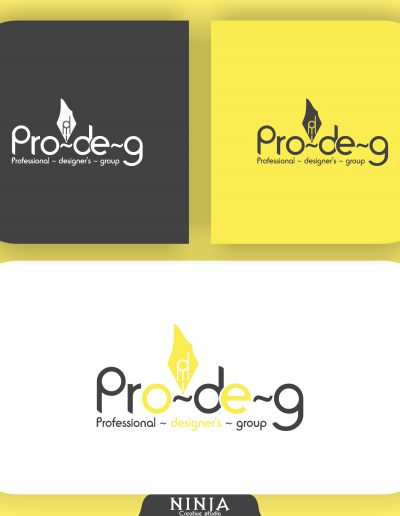 Pro~de~g
Professional ~ designer's ~ group
Pro~de~g
Professional ~ designer's ~ group
Pro~de~g
Professional ~ designer's ~ group
NINJA
Creative studio